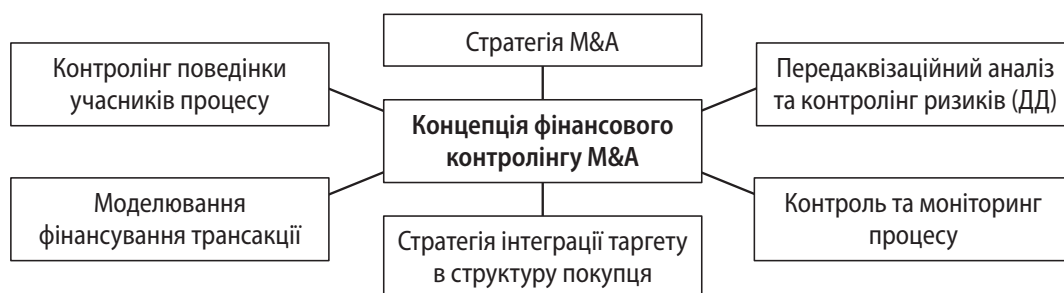 Стратегія М&А
Контролінг поведінки
учасників процесу
Передаквізаційний аналіз
та контролінг ризиків (ДД)
Концепція фінансового
контролінгу М&А
Моделювання
фінансування трансакції
Контроль та моніторинг
процесу
Стратегія інтеграції таргету
в структуру покупця